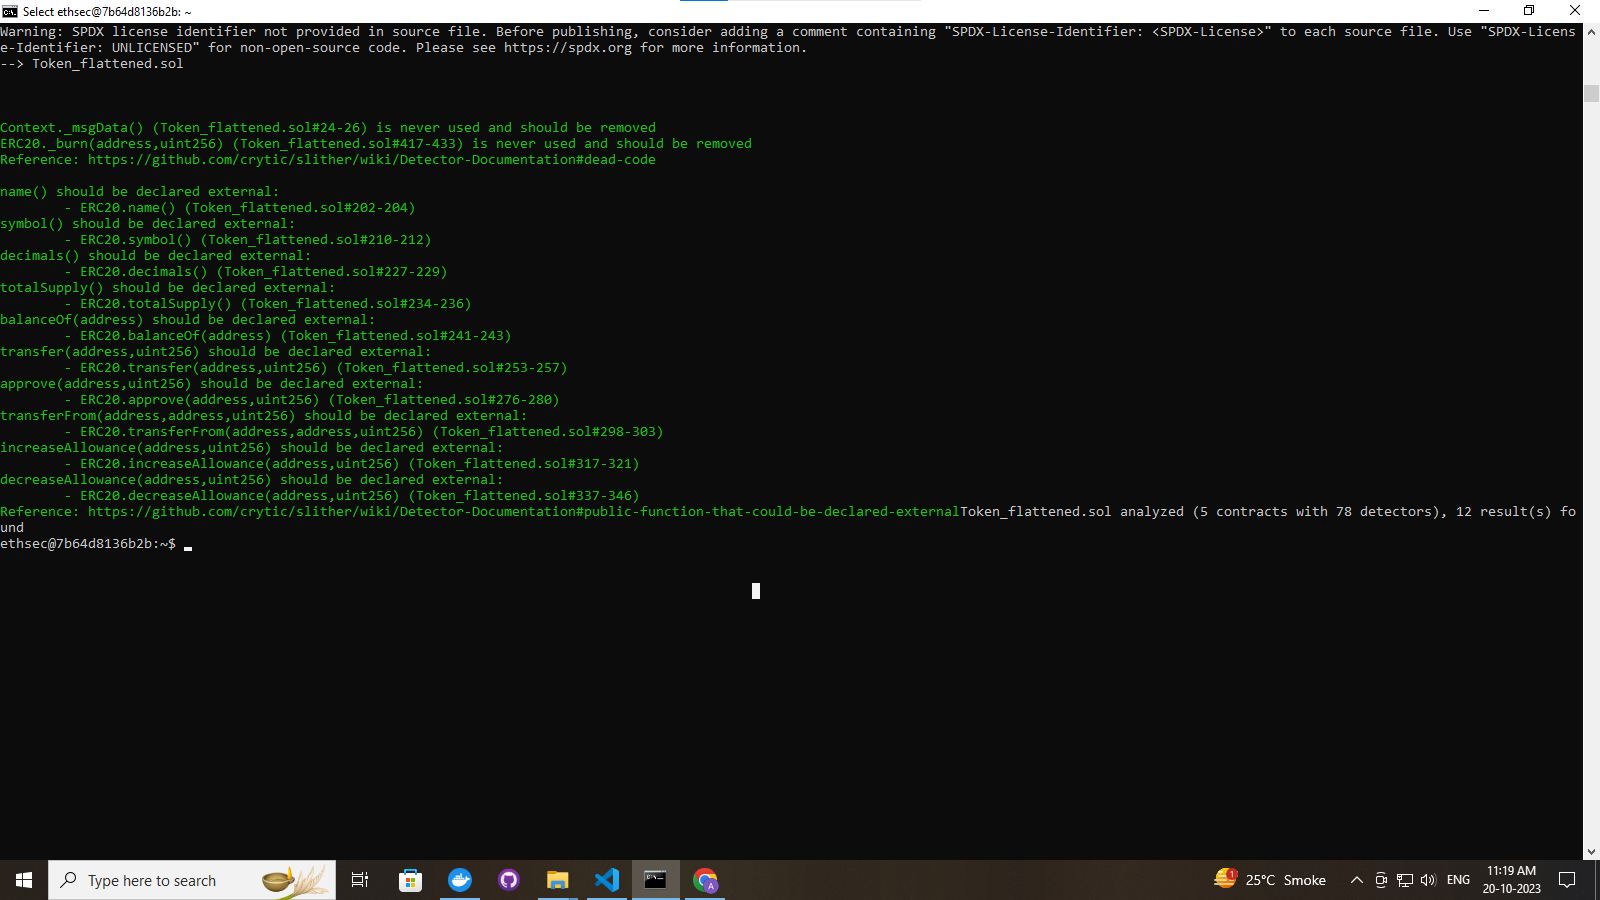 Select ethsec@7b64d8136b2b: ~
Warning: SPDX license identifier not provided in source file. Before publishing, consider adding a comment containing "SPDX-License-Identifier: <SPDX-License>" to each source file. Use "SPDX-Licens
e-Identifier: UNLICENSED" for non-open-source code. Please see https://spdx.org for more information.
--> Token_flattened.sol
Context._msgData() (Token_flattened.sol#24-26) is never used and should be removed
ERC20._burn(address,uint256) (Token_flattened.sol#417-433) is never used and should be removed
Reference: https://github.com/crytic/slither/wiki/Detector-Documentation#dead-code
name() should be declared external:
- ERC20.name() (Token_flattened.sol#202-204)
symbol() should be declared external:
- ERC20.symbol() (Token_flattened.sol#210-212)
decimals() should be declared external:
- ERC20.decimals() (Token_flattened.sol#227-229)
totalSupply() should be declared external:
- ERC20.totalSupply() (Token_flattened.sol#234-236)
balanceOf(address) should be declared external:
- ERC20.balanceOf(address) (Token_flattened.sol#241-243)
transfer(address,uint256) should be declared external:
- ERC20.transfer(address,uint256) (Token_flattened.sol#253-257)
approve(address,uint256) should be declared external:
- ERC20.approve(address,uint256) (Token_flattened.sol#276-280)
transferFrom(address,address,uint256) should be declared external:
- ERC20.transferFrom(address,address,uint256) (Token_flattened.sol#298-303)
increaseAllowance(address,uint256) should be declared external:
- ERC20.increaseAllowance(address,uint256) (Token_flattened.sol#317-321)
decreaseAllowance(address,uint256) should be declared external:
- ERC20.decreaseAllowance(address,uint256) (Token_flattened.sol#337-346)
Reference: https://github.com/crytic/slither/wiki/Detector-Documentation#public-function-that-could-be-declared-externalToken_flattened.sol analyzed (5 contracts with 78 detectors), 12 result(s) fo
und
ethsec@7b64d8136b2b:~$
Type here to search
25°C Smoke
ENG
11:19 AM
20-10-2023